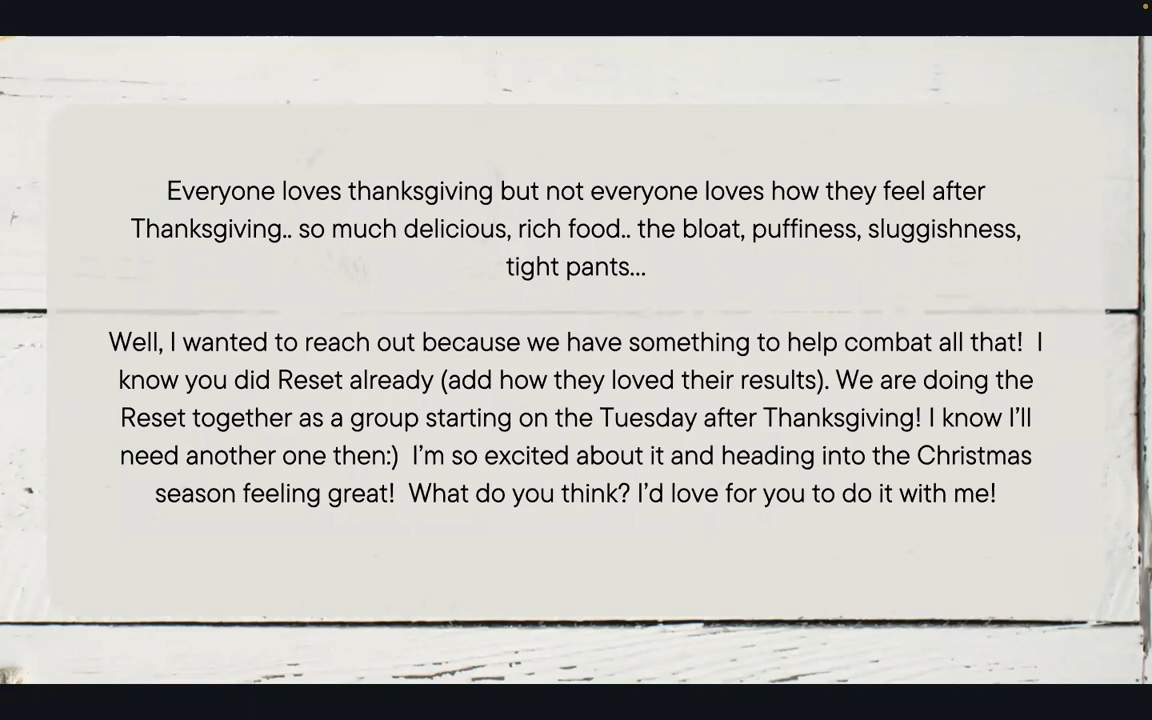 Everyone loves thanksgiving but not everyone loves how they feel after
Thanksgiving.. so much delicious, rich food.. the bloat, puffiness, sluggishness,
tight pants...
Well, I wanted to reach out because we have something to help combat all that!  I
know you did Reset already (add how they loved their results). We are doing the
Reset together as a group starting on the Tuesday after Thanksgiving! I know I’ll
need another one then:)  I’m so excited about it and heading into the Christmas
season feeling great!  What do you think? I’d love for you to do it with me!